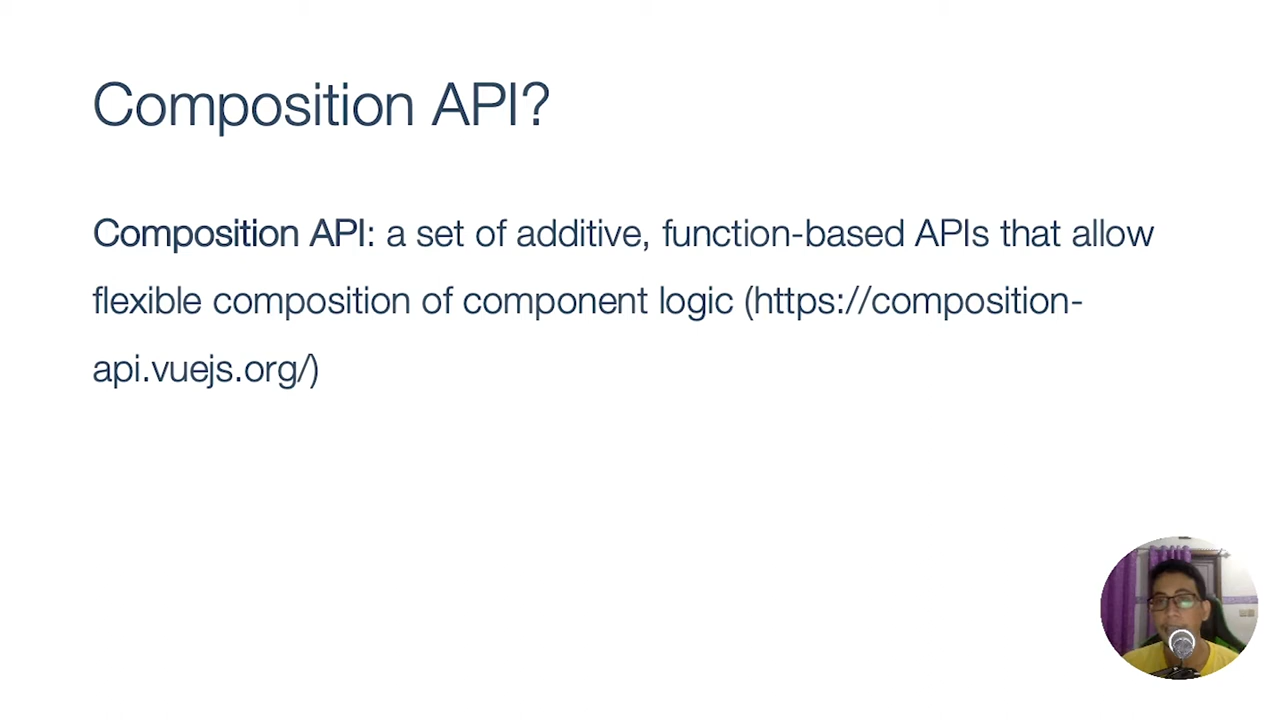 Composition API?
Composition API: a set of additive, function-based APIs that allow
flexible composition of component logic (https://composition-
api.vuejs.org/)